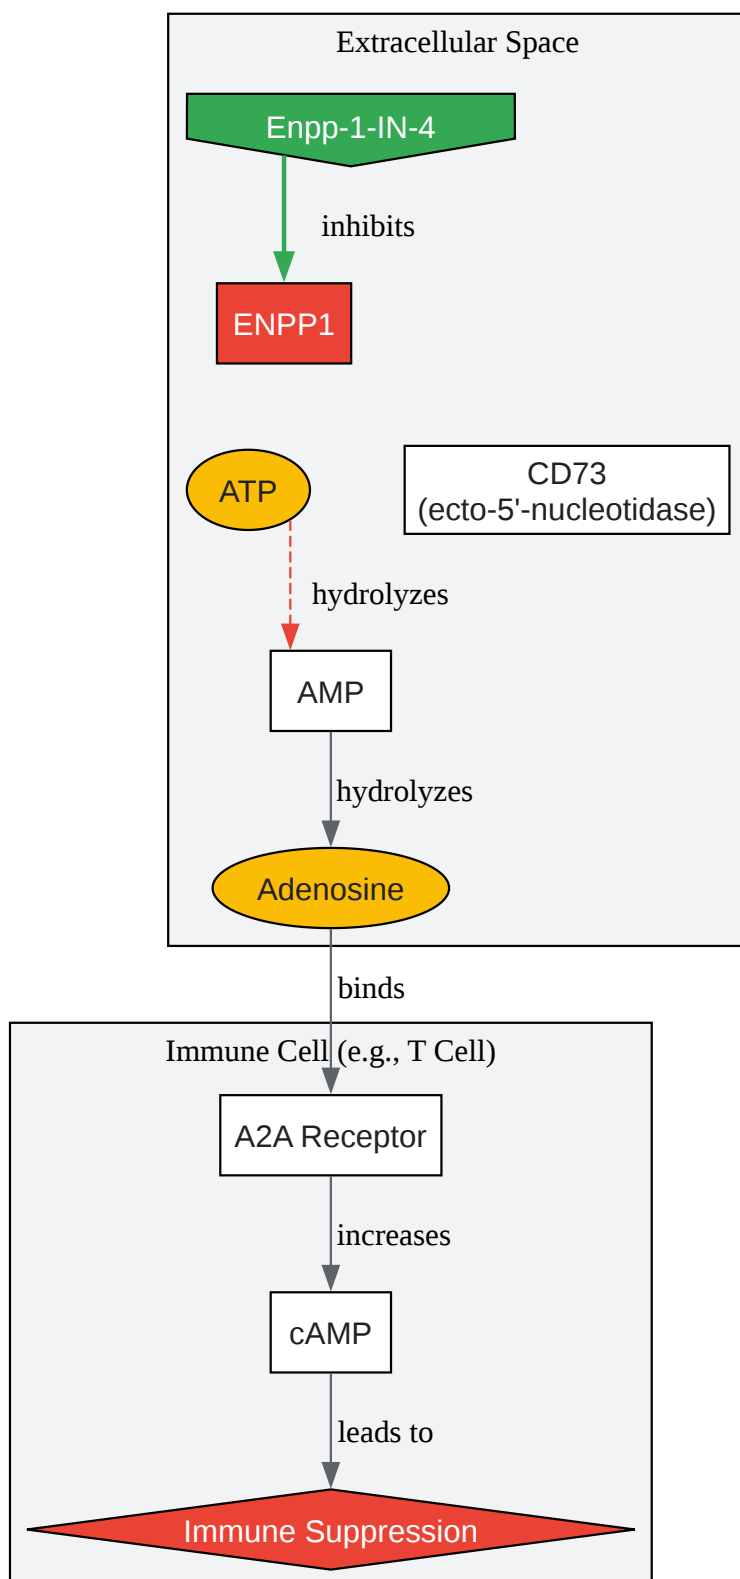 Extracellular Space
Enpp-1-IN-4
inhibits
ENPP1
ATP
CD73
(ecto-5'-nucleotidase)
hydrolyzes
AMP
hydrolyzes
Adenosine
binds
Immune Cell (e.g., T Cell)
A2A Receptor
increases
cAMP
leads to
Immune Suppression